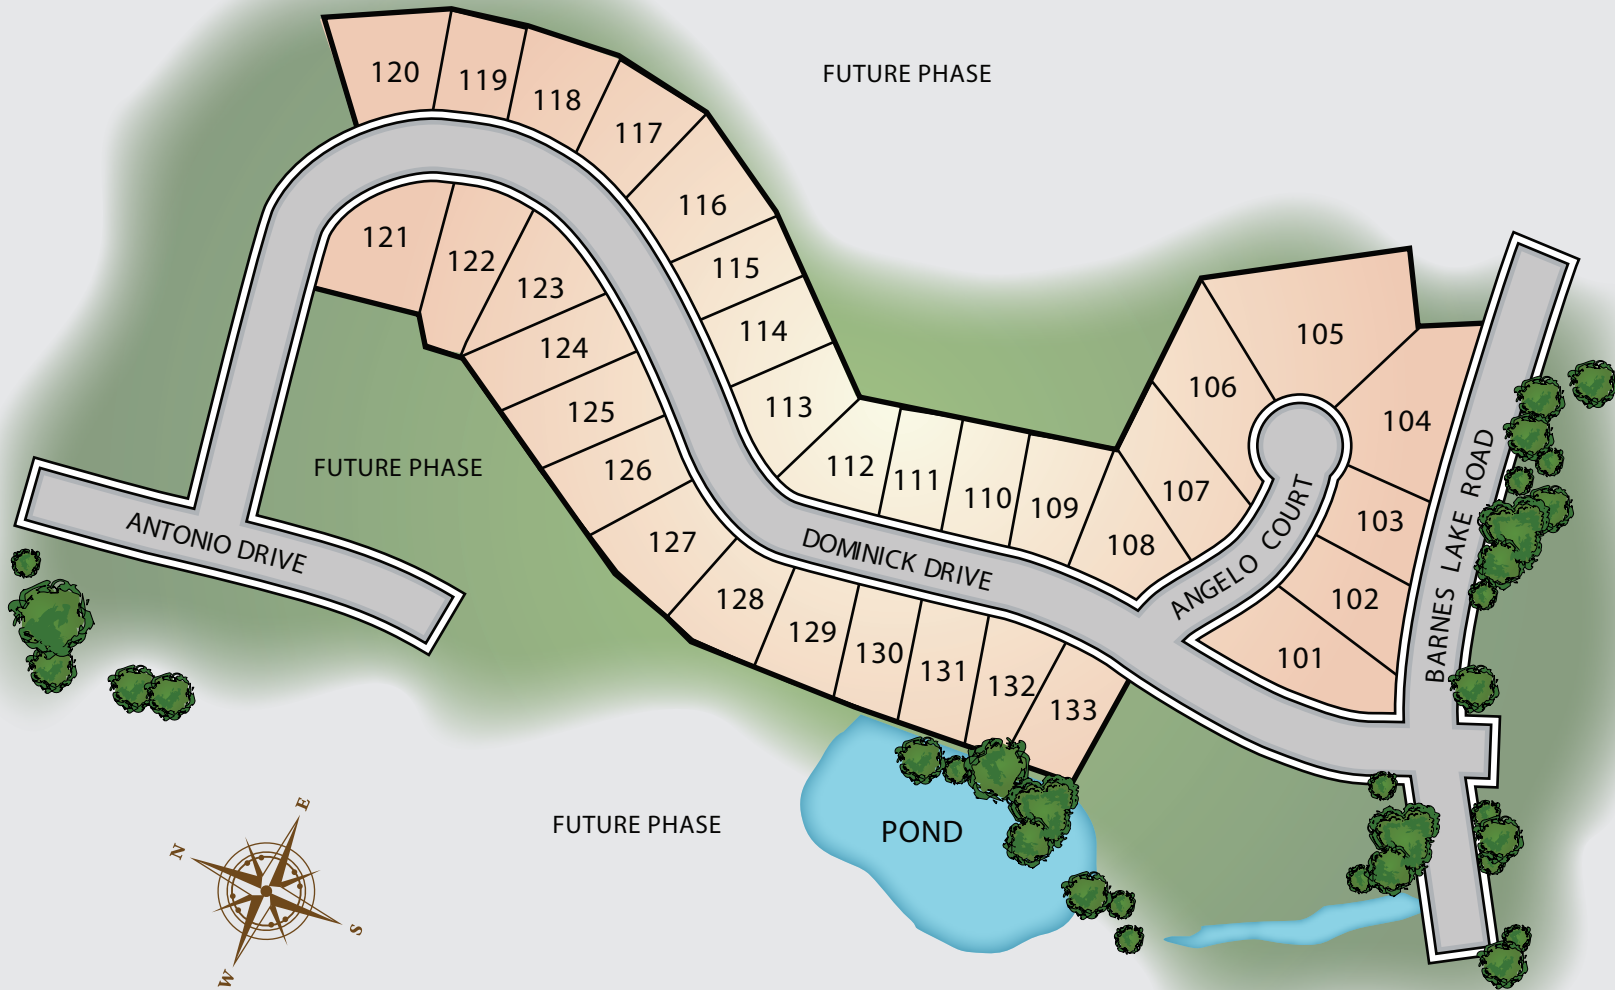 120
119
118
117
FUTURE PHASE
116
121
122
123
115
114
124
113
125
126
105
106
104
FUTURE PHASE
112
111
110
109
107
103
127
108
ANTONIO DRIVE
DOMINICK DRIVE
ANGELO COURT
BARNES LAKE ROAD
128
129
130
131
132
133
102
101
FUTURE PHASE
POND
N
E
S
W